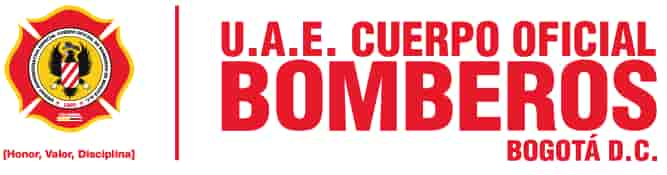 [Honor, Valor, Disciplina]
U.A.E. CUERPO OFICIAL
BOMBEROS
BOGOTÁ D.C.